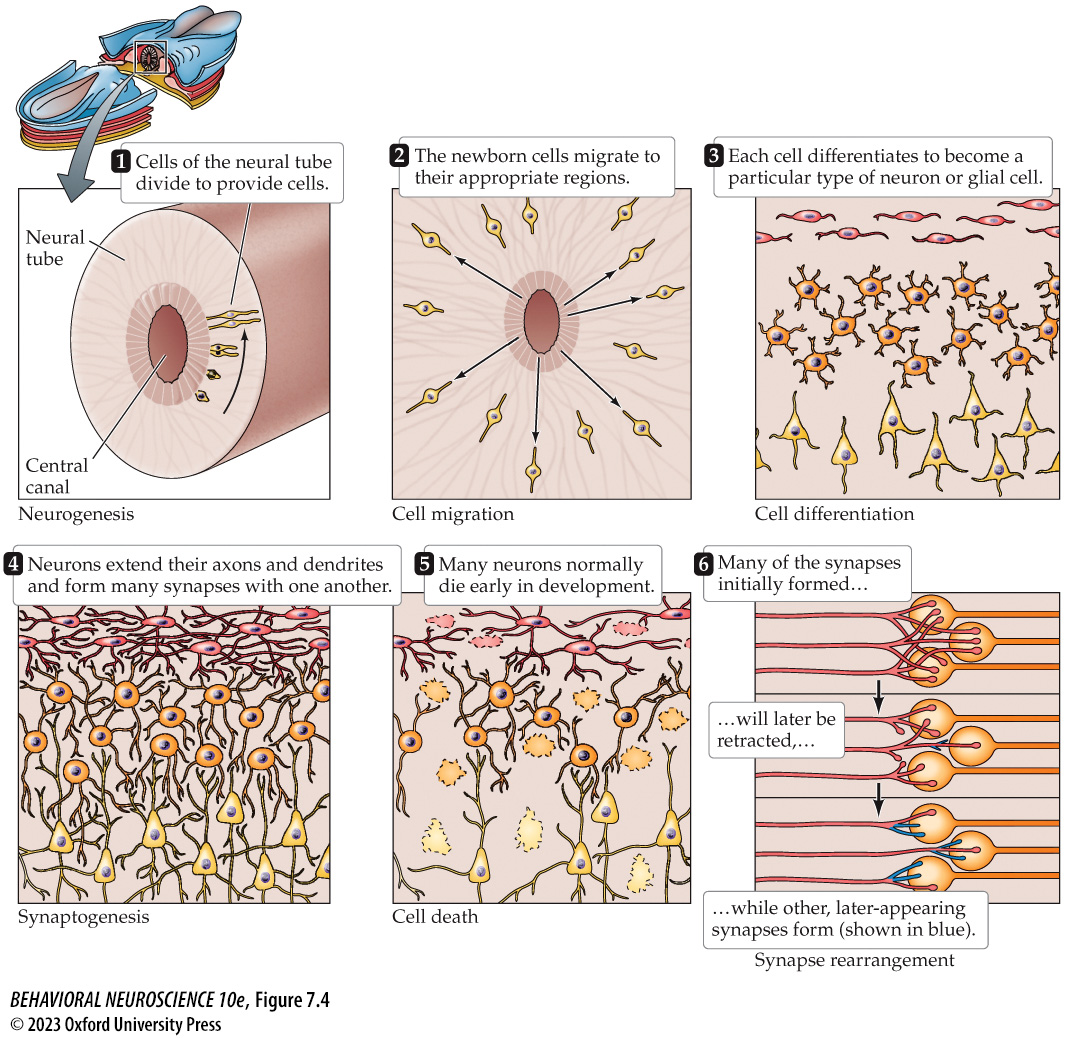 1 Cells of the neural tube
divide to provide cells.
Neural
tube
Central
canal
Neurogenesis
2 The newborn cells migrate to
their appropriate regions.
Cell migration
3 Each cell differentiates to become a
particular type of neuron or glial cell.
Cell differentiation
4 Neurons extend their axons and dendrites
and form many synapses with one another.
Synaptogenesis
5 Many neurons normally
die early in development.
Cell death
6 Many of the synapses
initially formed…
…will later be
retracted,…
…while other, later-appearing
synapses form (shown in blue).
Synapse rearrangement
BEHAVIORAL NEUROSCIENCE 10e, Figure 7.4
© 2023 Oxford University Press